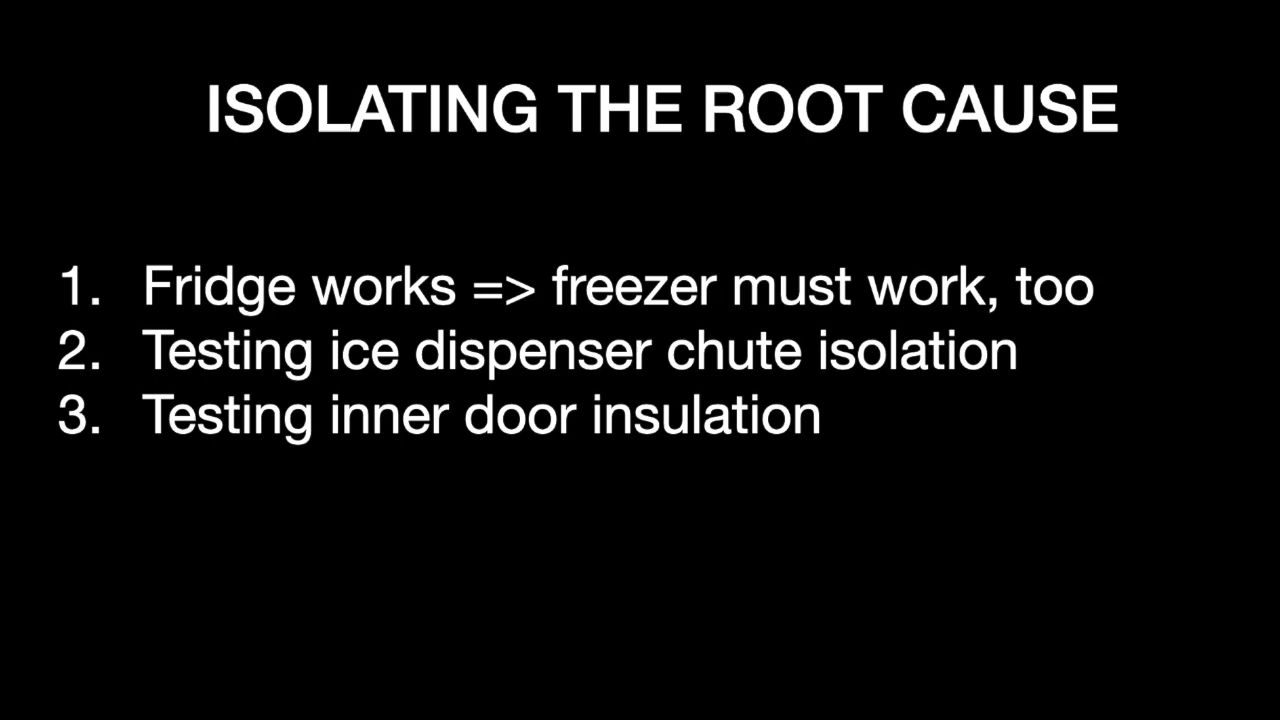 ISOLATING THE ROOT CAUSE
1. Fridge works => freezer must work, too
2. Testing ice dispenser chute isolation
3. Testing inner door insulation